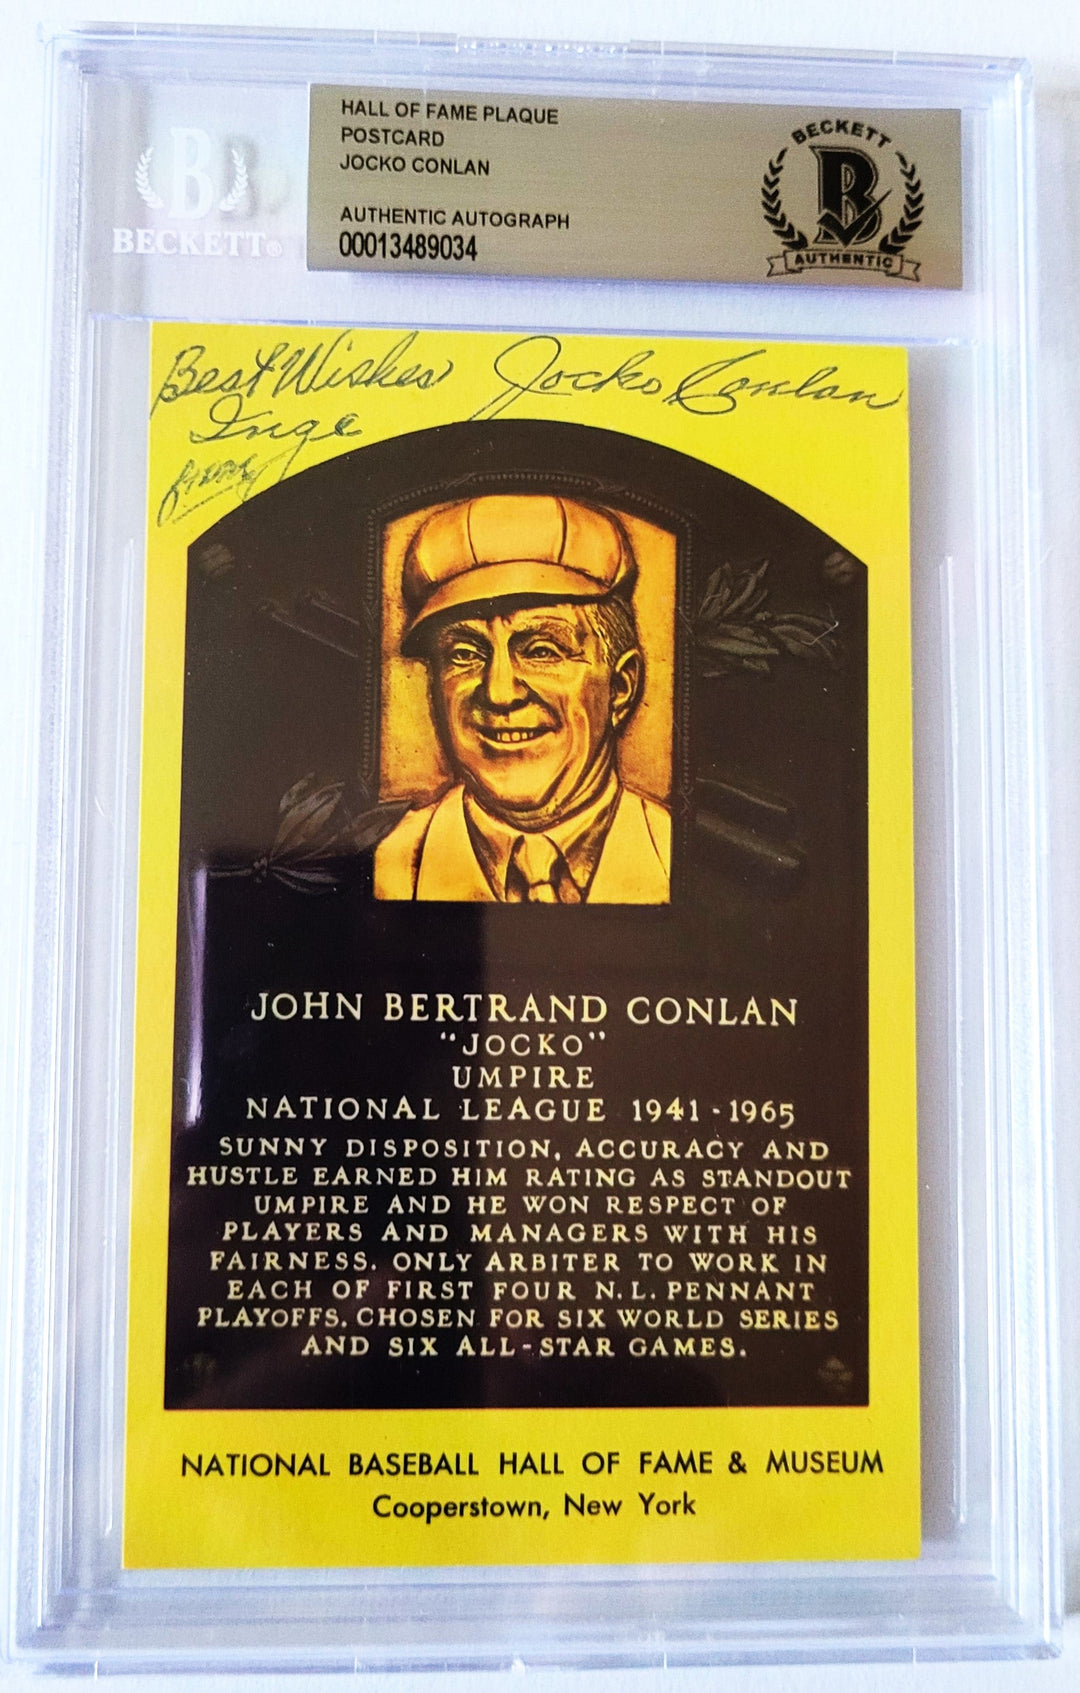 HALL OF FAME PLAQUE
POSTCARD
JOCKO CONLAN
AUTHENTIC AUTOGRAPH
00013489034
BECKETT
B
AUTHENTIC
B
BECKETT®
Best Wishes Jocko Conlan
Inge
JOHN BERTRAND CONLAN
"JOCKO"
UMPIRE
NATIONAL LEAGUE 1941-1965
SUNNY DISPOSITION, ACCURACY AND
HUSTLE EARNED HIM RATING AS STANDOUT
UMPIRE AND HE WON RESPECT OF
PLAYERS AND MANAGERS WITH HIS
FAIRNESS. ONLY ARBITER TO WORK IN
EACH OF FIRST FOUR N.L. PENNANT
PLAYOFFS. CHOSEN FOR SIX WORLD SERIES
AND SIX ALL-STAR GAMES.
NATIONAL BASEBALL HALL OF FAME & MUSEUM
Cooperstown, New York